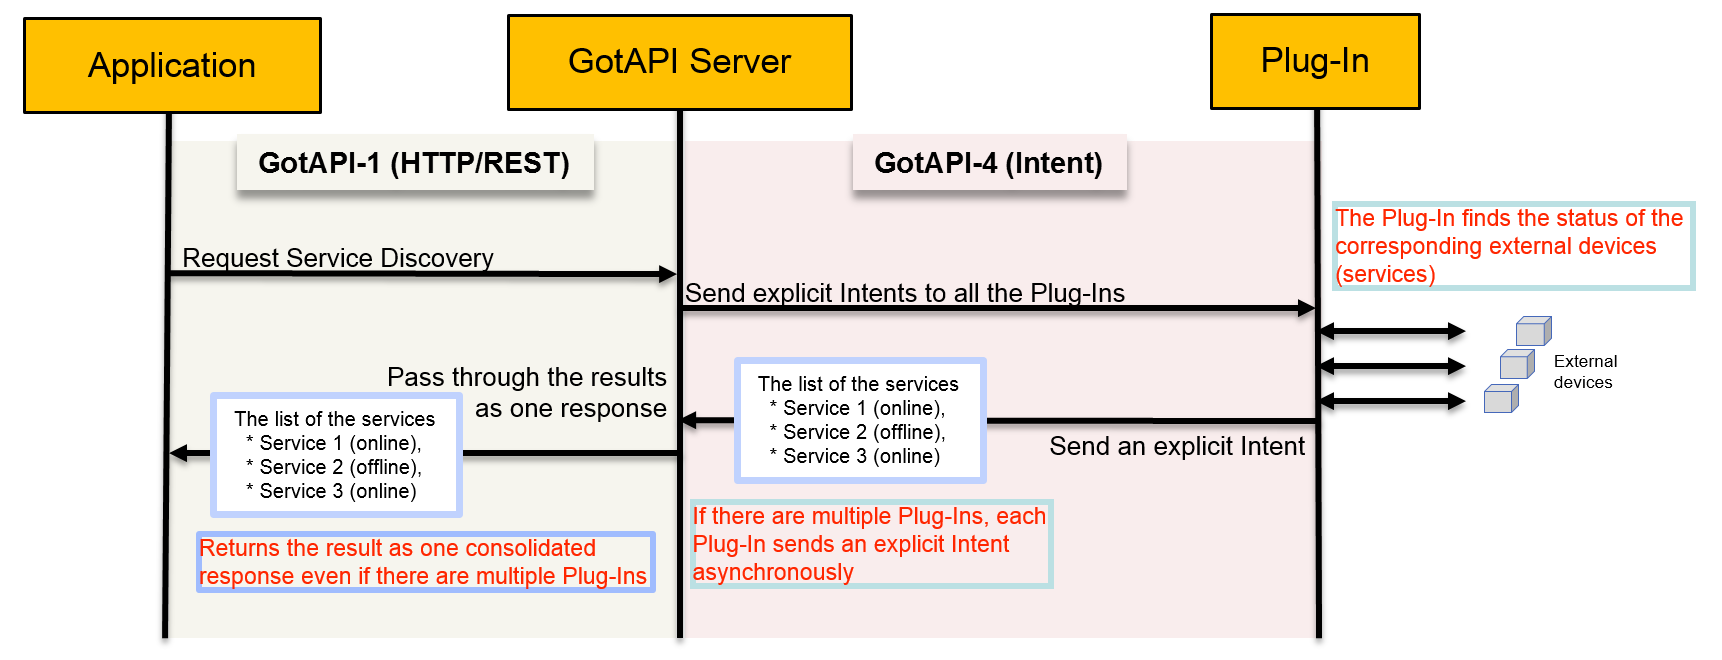 Application
GotAPI Server
Plug-In
GotAPI-1 (HTTP/REST)
GotAPI-4 (Intent)
The Plug-In finds the status of the
corresponding external devices
(services)
Request Service Discovery
Send explicit Intents to all the Plug-Ins
External
devices
Pass through the results
as one response
The list of the services
* Service 1 (online),
* Service 2 (offline),
* Service 3 (online)
Send an explicit Intent
The list of the services
* Service 1 (online),
* Service 2 (offline),
* Service 3 (online)
If there are multiple Plug-Ins, each
Plug-In sends an explicit Intent
asynchronously
Returns the result as one consolidated
response even if there are multiple Plug-Ins